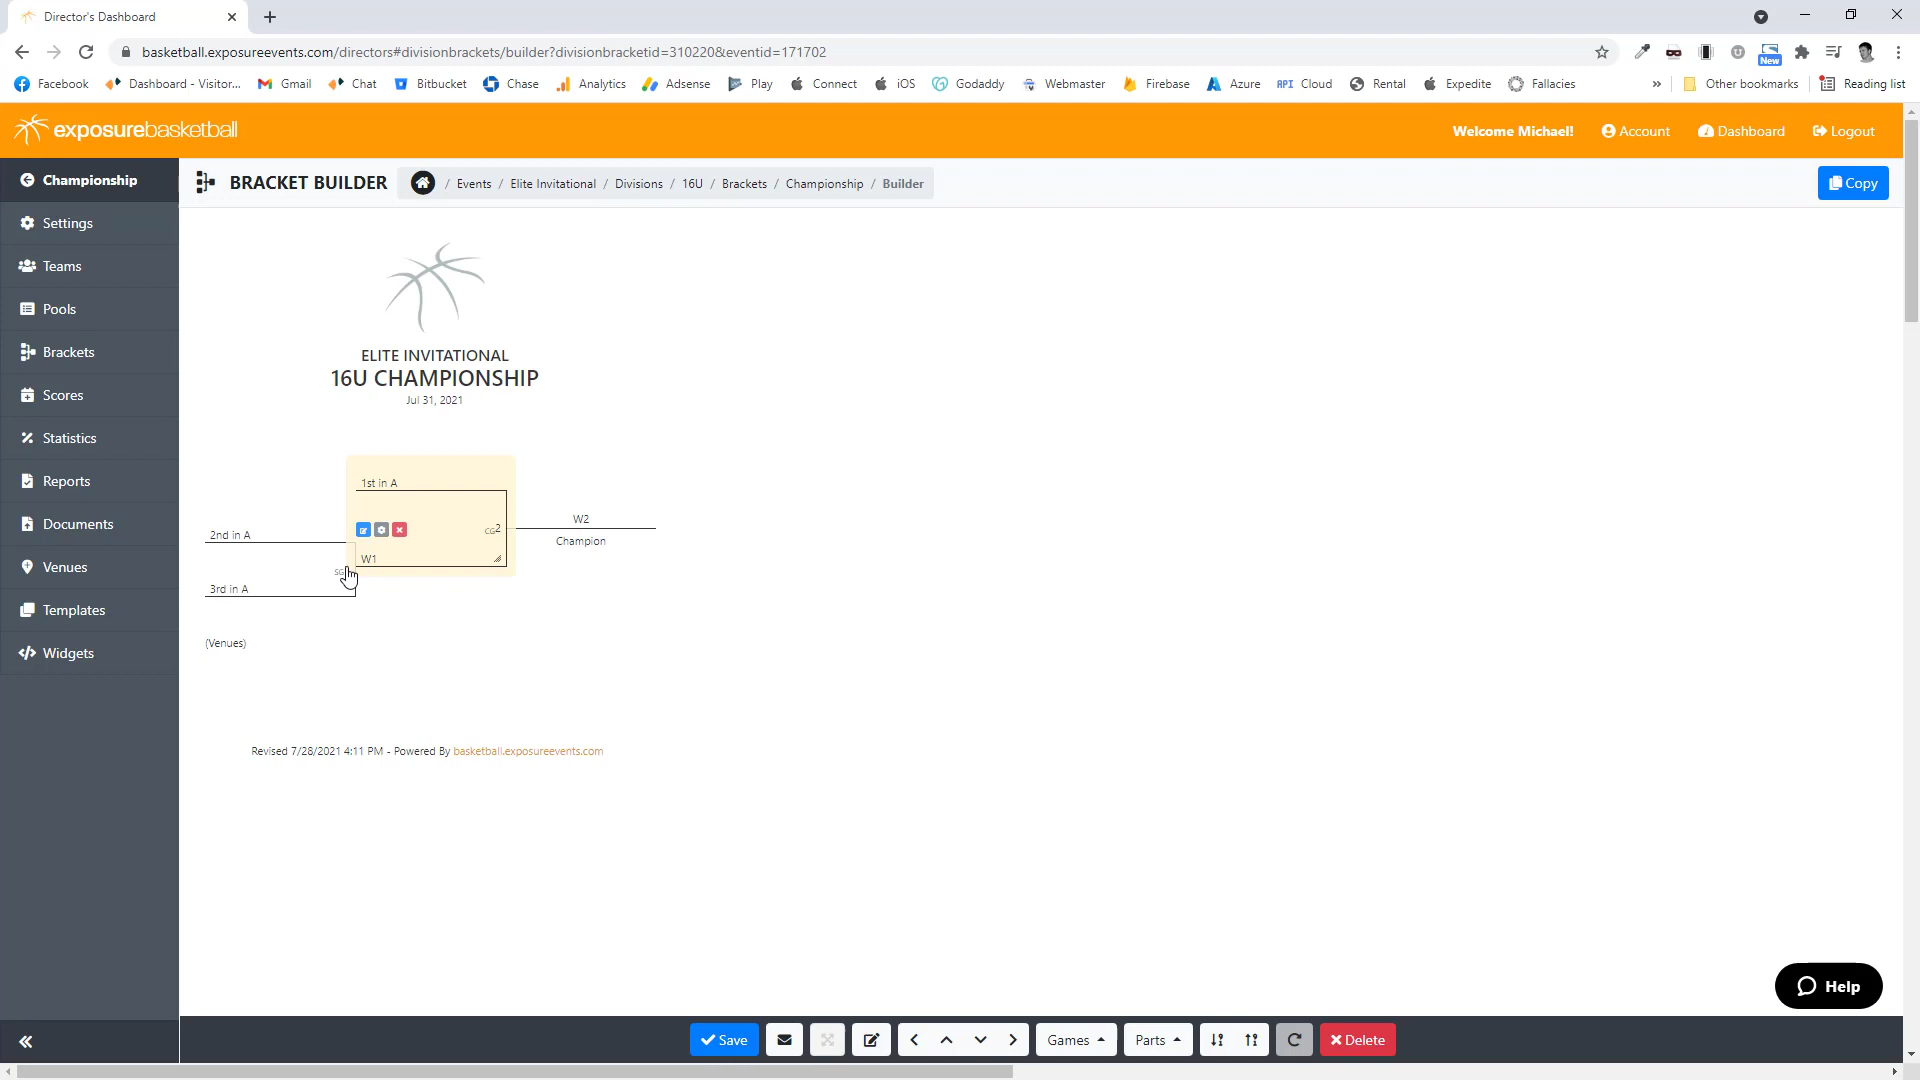 Director's Dashboard
basketball.exposureevents.com/directors#divisionbrackets/builder?divisionbracketid=310220&eventid=171702
New
Facebook
Dashboard - Visitor...
Gmail
Chat
Bitbucket
Chase
Analytics
Adsense
Play
Connect
iOS
Godaddy
Webmaster
Firebase
Azure
API Cloud
Rental
Expedite
Fallacies
»
Other bookmarks
Reading list
exposurebasketball
Welcome Michael!
Account
Dashboard
Logout
Championship
Settings
Teams
Pools
Brackets
Scores
Statistics
Reports
Documents
Venues
Templates
Widgets
BRACKET BUILDER
/ Events / Elite Invitational / Divisions / 16U / Brackets / Championship / Builder
Copy
ELITE INVITATIONAL
16U CHAMPIONSHIP
Jul 31, 2021
1st in A
W2
CG2
2nd in A
Champion
W1
3rd in A
(Venues)
Revised 7/28/2021 4:11 PM - Powered By basketball.exposureevents.com
Help
Save
Games
Parts
Delete